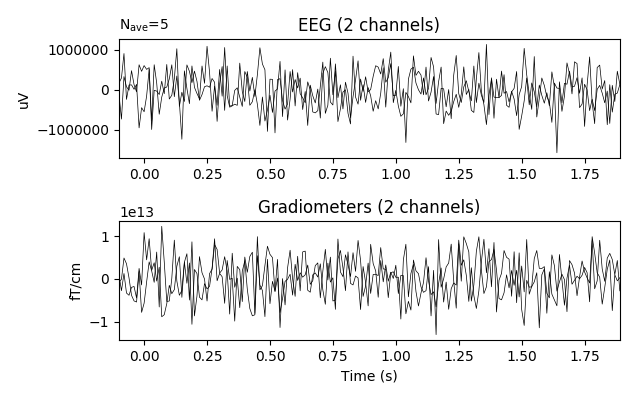 N_ave=5
EEG (2 channels)
1000000
0
−1000000
uV
0.00 0.25 0.50 0.75 1.00 1.25 1.50 1.75
1e13
Gradiometers (2 channels)
1
0
−1
fT/cm
0.00 0.25 0.50 0.75 1.00 1.25 1.50 1.75
Time (s)